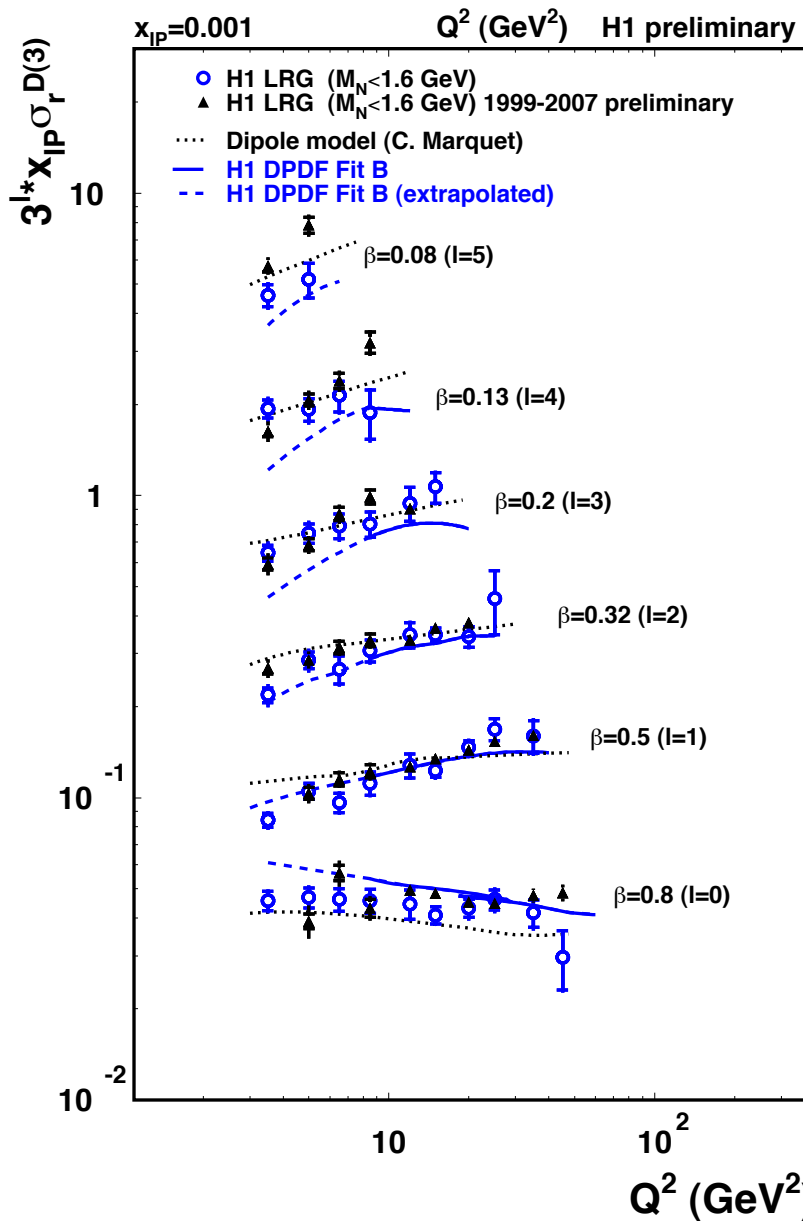 x_IP=0.001 Q² (GeV²) H1 preliminary
H1 LRG (M_N<1.6 GeV)
H1 LRG (M_N<1.6 GeV) 1999-2007 preliminary
Dipole model (C. Marquet)
H1 DPDF Fit B
H1 DPDF Fit B (extrapolated)
3^l* x_IP σ_r^D(3)
10
1
10⁻¹
10⁻²
β=0.08 (l=5)
β=0.13 (l=4)
β=0.2 (l=3)
β=0.32 (l=2)
β=0.5 (l=1)
β=0.8 (l=0)
10 10²
Q² (GeV²)